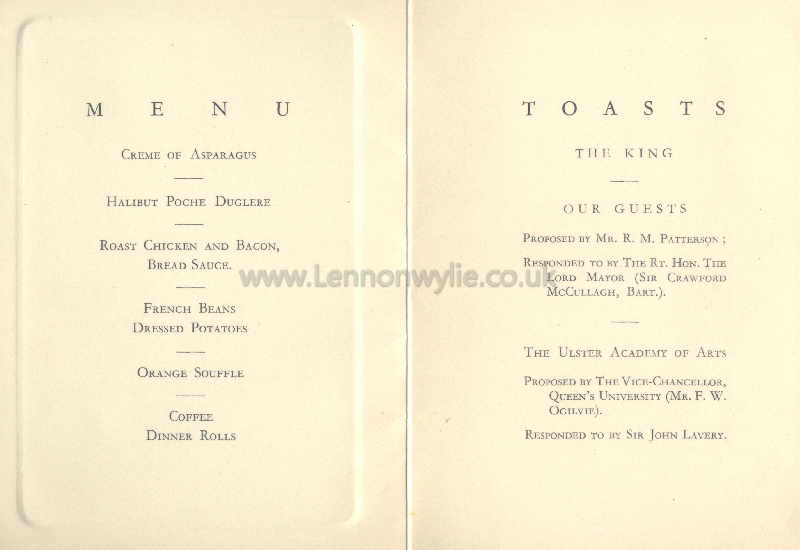 MENU
CREME OF ASPARAGUS
HALIBUT POCHE DUGLERE
ROAST CHICKEN AND BACON,
BREAD SAUCE.
FRENCH BEANS
DRESSED POTATOES
ORANGE SOUFFLE
COFFEE
DINNER ROLLS
TOASTS
THE KING
OUR GUESTS
PROPOSED BY MR. R. M. PATTERSON;
RESPONDED TO BY THE RT. HON. THE
LORD MAYOR (SIR CRAWFORD
MCCULLAGH, BART.).
THE ULSTER ACADEMY OF ARTS
PROPOSED BY THE VICE-CHANCELLOR,
QUEEN'S UNIVERSITY (MR. F. W.
OGILVIE).
RESPONDED TO BY SIR JOHN LAVERY.
www.Lennonwylie.co.uk